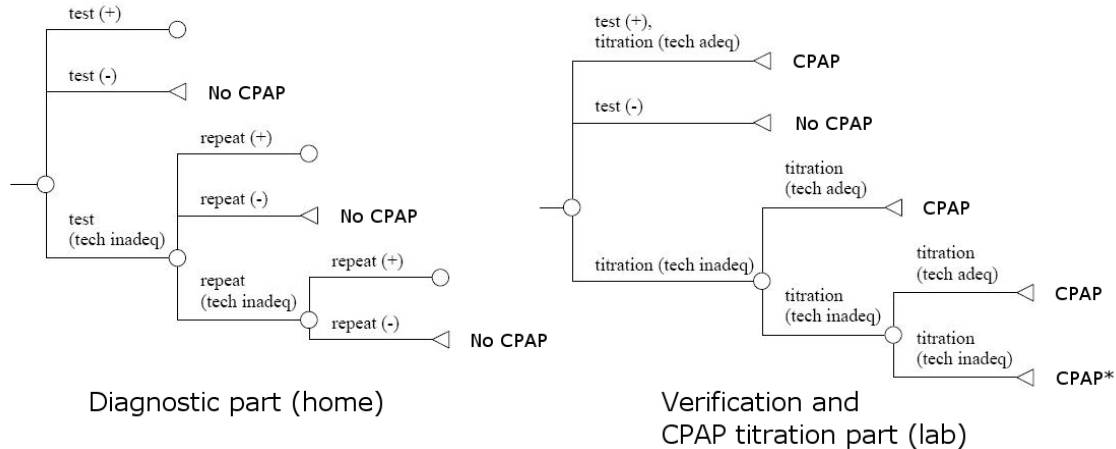 test (+)
test (-)
No CPAP
repeat (+)
repeat (-)
No CPAP
test
(tech inadeq)
repeat (+)
repeat
(tech inadeq)
repeat (-)
No CPAP
Diagnostic part (home)
test (+),
titration (tech adeq)
CPAP
test (-)
No CPAP
titration
(tech adeq)
CPAP
titration (tech inadeq)
titration
(tech adeq)
CPAP
titration
(tech inadeq)
titration
(tech inadeq)
CPAP*
Verification and
CPAP titration part (lab)